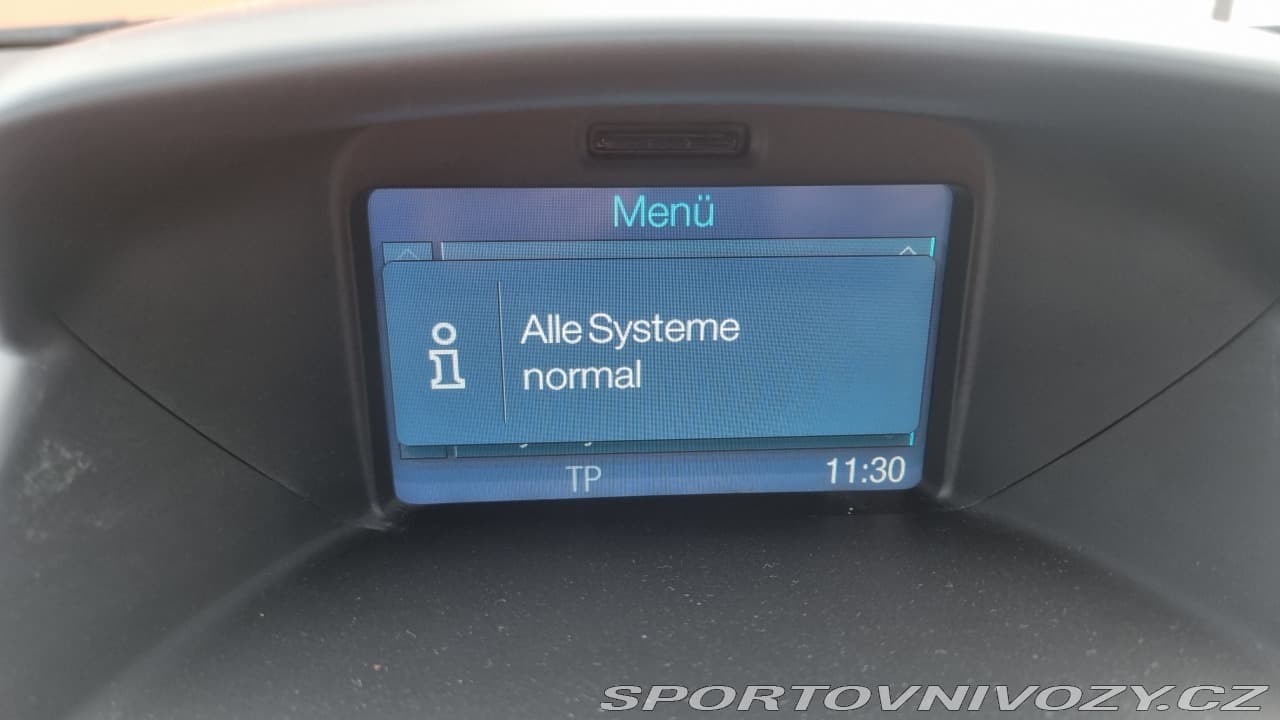 Menü
Alle Systeme
normal
TP 11:30
SPORTOVNIVOZY.CZ